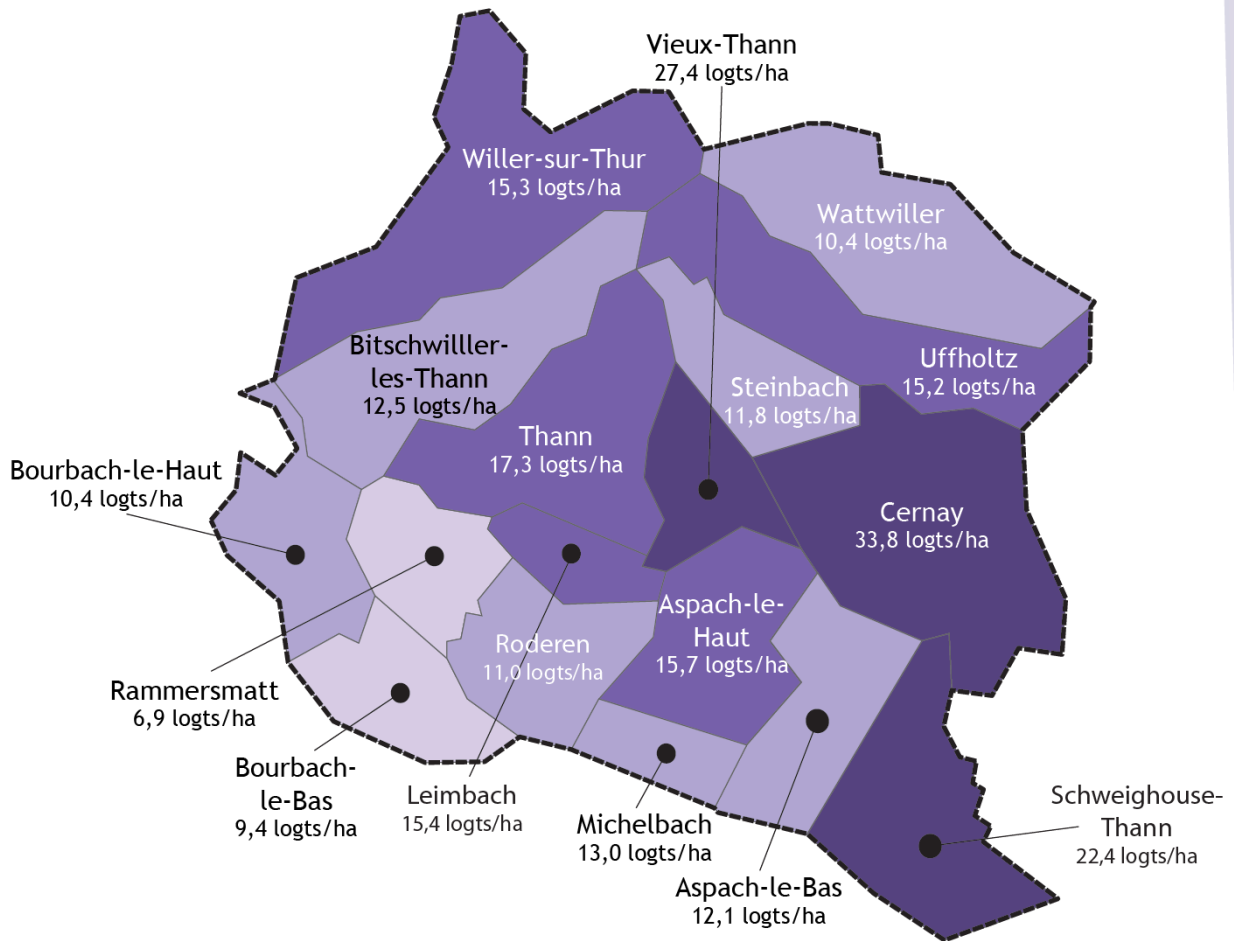 Vieux-Thann
27,4 logts/ha
Willer-sur-Thur
15,3 logts/ha
Wattwiller
10,4 logts/ha
Bitschwilller-
les-Thann
12,5 logts/ha
Uffholtz
15,2 logts/ha
Steinbach
11,8 logts/ha
Thann
17,3 logts/ha
Bourbach-le-Haut
10,4 logts/ha
Cernay
33,8 logts/ha
Aspach-le-
Haut
15,7 logts/ha
Roderen
11,0 logts/ha
Rammersmatt
6,9 logts/ha
Bourbach-
le-Bas
9,4 logts/ha
Leimbach
15,4 logts/ha
Michelbach
13,0 logts/ha
Aspach-le-Bas
12,1 logts/ha
Schweighouse-
Thann
22,4 logts/ha